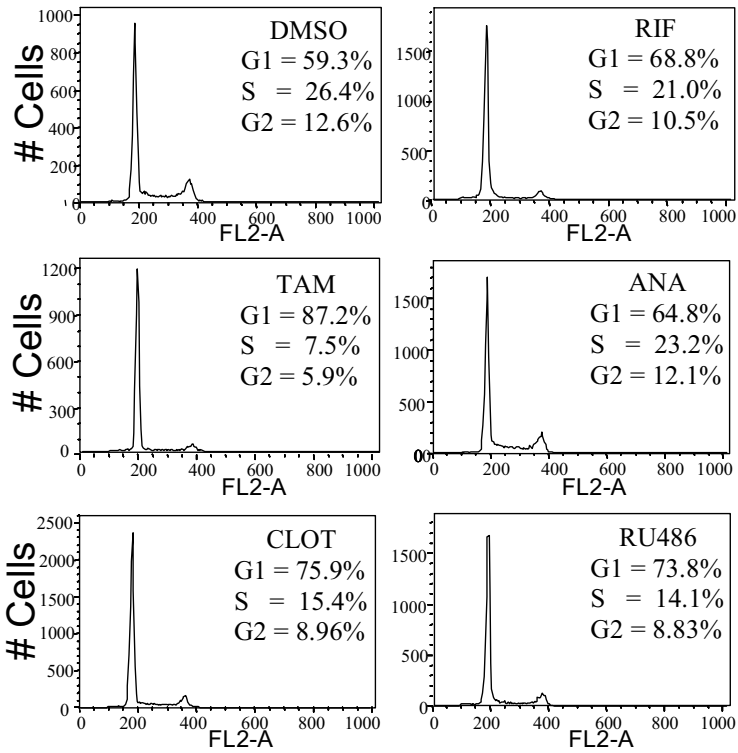 DMSO
G1 = 59.3%
S = 26.4%
G2 = 12.6%
# Cells
1000
800
600
400
200
0
0 200 400 600 800 1000
FL2-A
RIF
G1 = 68.8%
S = 21.0%
G2 = 10.5%
1500
1000
500
0
0 200 400 600 800 1000
FL2-A
TAM
G1 = 87.2%
S = 7.5%
G2 = 5.9%
# Cells
1200
900
600
300
0
0 200 400 600 800 1000
FL2-A
ANA
G1 = 64.8%
S = 23.2%
G2 = 12.1%
1500
1000
500
0
0 200 400 600 800 1000
FL2-A
CLOT
G1 = 75.9%
S = 15.4%
G2 = 8.96%
# Cells
2500
2000
1500
1000
500
0
0 200 400 600 800 1000
FL2-A
RU486
G1 = 73.8%
S = 14.1%
G2 = 8.83%
1500
1000
500
0
0 200 400 600 800 1000
FL2-A